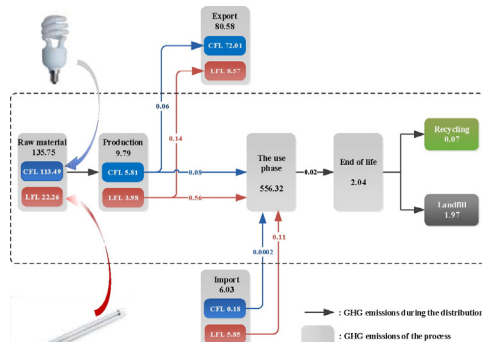 Export
80.58
CFL 72.01
LFL 8.57
0.06
0.14
Raw material
135.75
CFL 113.49
LFL 22.26
Production
9.79
CFL 5.81
LFL 3.98
0.09
0.56
The use
phase
556.32
0.02
End of life
2.04
Recycling
0.07
Landfill
1.97
0.0002
0.11
Import
6.03
CFL 0.18
LFL 5.85
: GHG emissions during the distribution
: GHG emissions of the process